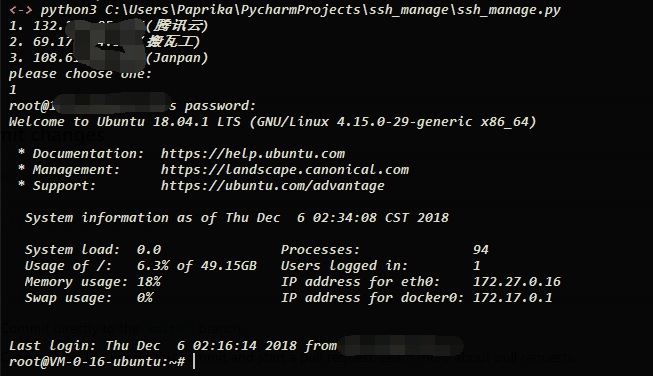 <-> python3 C:\Users\Paprika\PycharmProjects\ssh_manage\ssh_manage.py
1. 132. (腾讯云)
2. 69.17 (搬瓦工)
3. 108.61 (Janpan)
please choose one:
1
root@1 s password:
Welcome to Ubuntu 18.04.1 LTS (GNU/Linux 4.15.0-29-generic x86_64)
* Documentation: https://help.ubuntu.com
* Management: https://landscape.canonical.com
* Support: https://ubuntu.com/advantage
System information as of Thu Dec 6 02:34:08 CST 2018
System load: 0.0 Processes: 94
Usage of /: 6.3% of 49.15GB Users logged in: 1
Memory usage: 18% IP address for eth0: 172.27.0.16
Swap usage: 0% IP address for docker0: 172.17.0.1
Last login: Thu Dec 6 02:16:14 2018 from
root@VM-0-16-ubuntu:~#